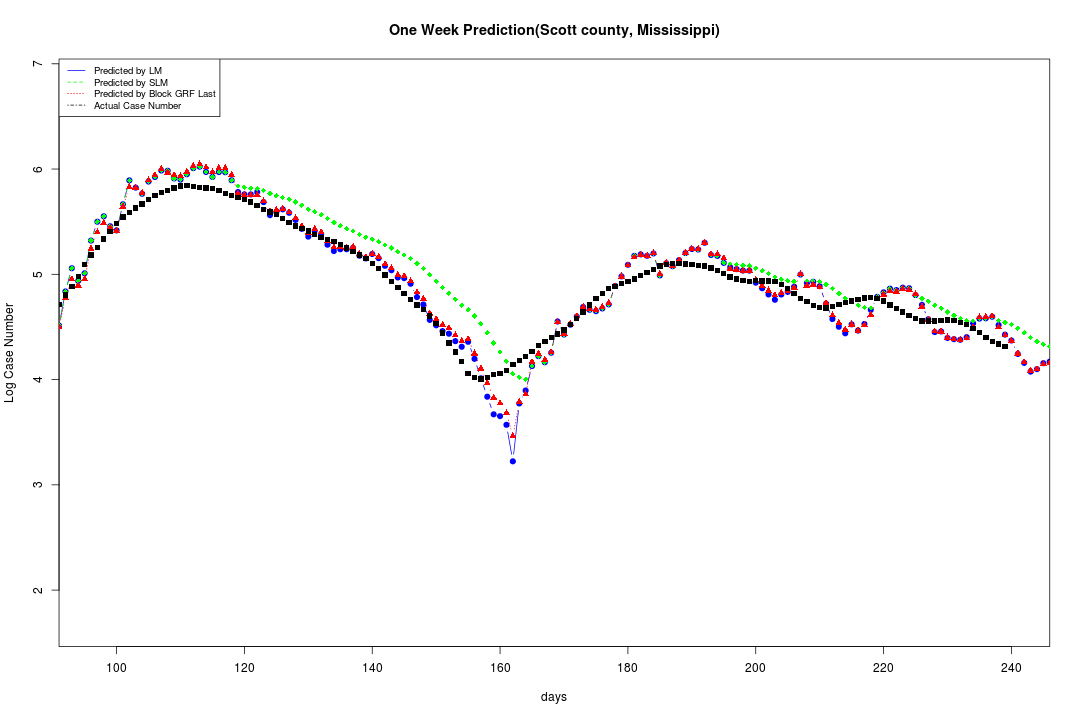 One Week Prediction(Scott county, Mississippi)
Predicted by LM
Predicted by SLM
Predicted by Block GRF Last
Actual Case Number
7
6
5
4
3
2
Log Case Number
100 120 140 160 180 200 220 240
days